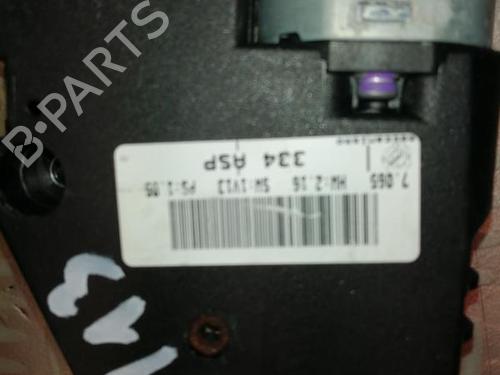 B-PARTS
334 ASP
7.065 HW:2.16 SW:1V13 PS:1.05